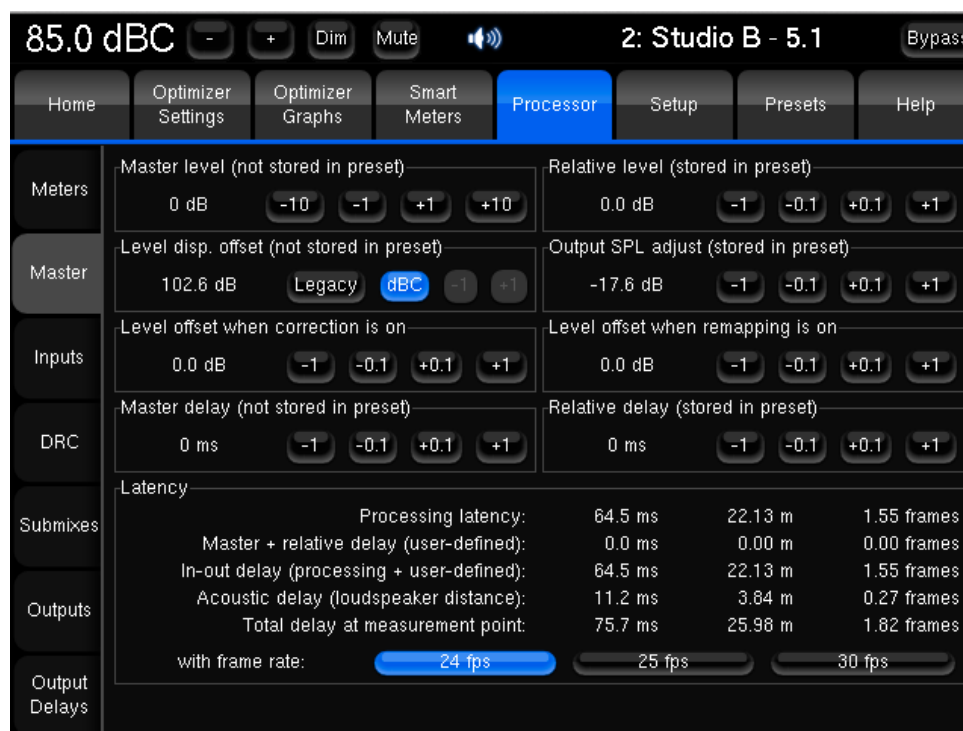 85.0 dBC - + Dim Mute 2: Studio B - 5.1
Home Optimizer Settings Optimizer Graphs Smart Meters Processor Setup Presets Help
Meters
Master
Inputs
DRC
Submixes
Outputs
Output
Delays
Master level (not stored in preset)
0 dB -10 -1 +1 +10
Relative level (stored in preset)
0.0 dB -1 -0.1 +0.1 +1
Level disp. offset (not stored in preset)
102.6 dB Legacy dBC -1 +1
Output SPL adjust (stored in preset)
-17.6 dB -1 -0.1 +0.1 +1
Level offset when correction is on
0.0 dB -1 -0.1 +0.1 +1
Level offset when remapping is on
0.0 dB -1 -0.1 +0.1 +1
Master delay (not stored in preset)
0 ms -1 -0.1 +0.1 +1
Relative delay (stored in preset)
0 ms -1 -0.1 +0.1 +1
Latency
Processing latency: 64.5 ms 22.13 m 1.55 frames
Master + relative delay (user-defined): 0.0 ms 0.00 m 0.00 frames
In-out delay (processing + user-defined): 64.5 ms 22.13 m 1.55 frames
Acoustic delay (loudspeaker distance): 11.2 ms 3.84 m 0.27 frames
Total delay at measurement point: 75.7 ms 25.98 m 1.82 frames
with frame rate: 24 fps 25 fps 30 fps